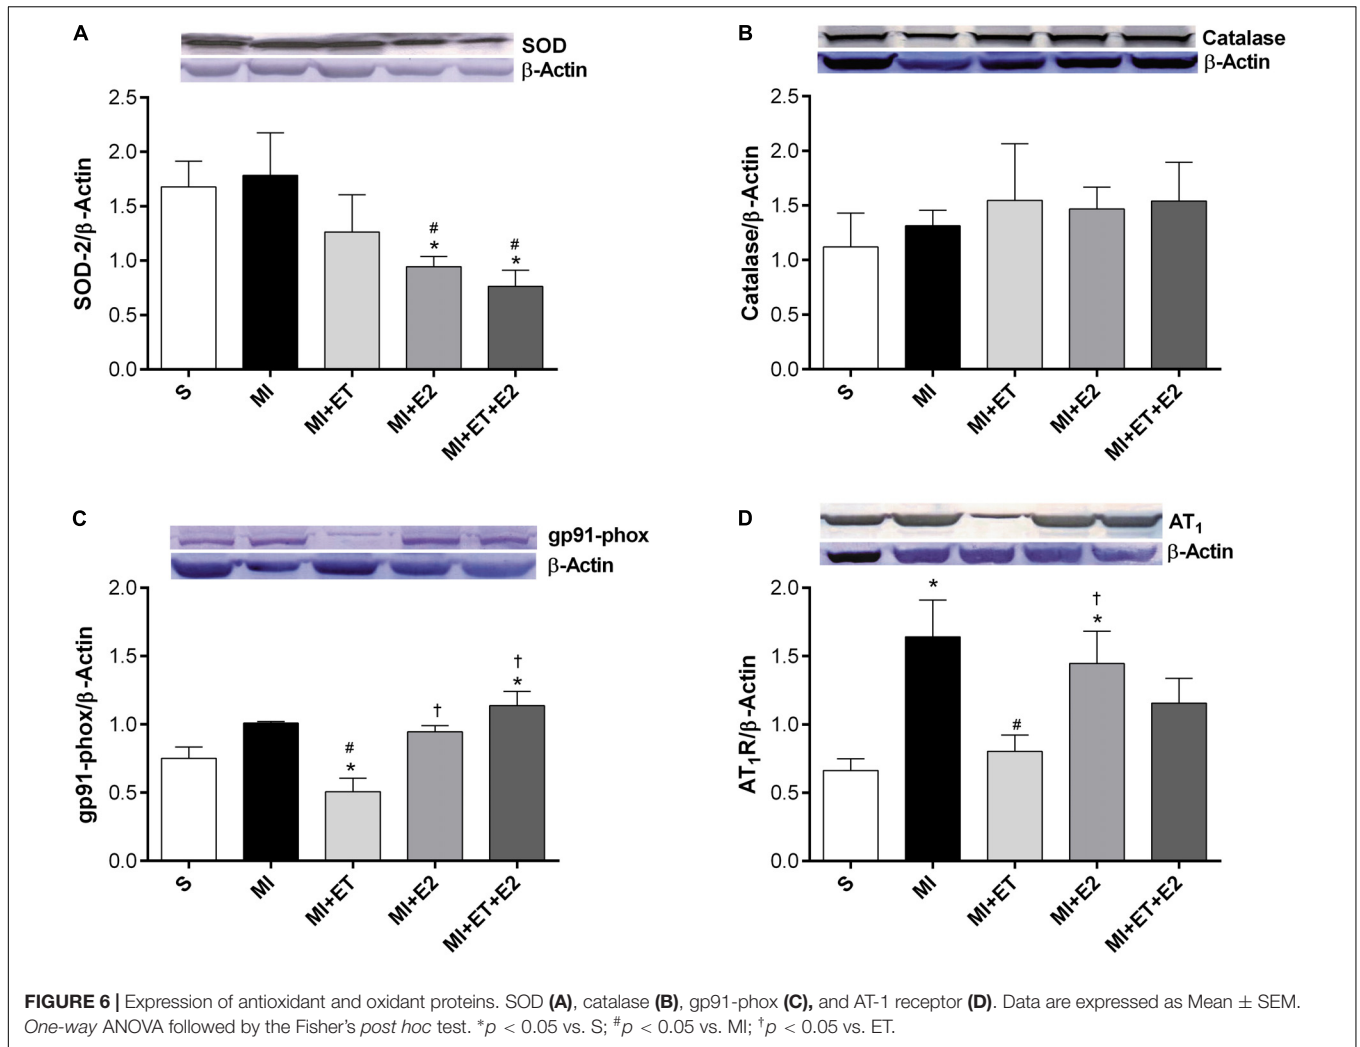 A
SOD
β-Actin
2.5
2.0
1.5
1.0
0.5
0.0
SOD-2/β-Actin
#
*
#
*
S
MI
MI+ET
MI+E2
MI+ET+E2
B
Catalase
β-Actin
2.5
2.0
1.5
1.0
0.5
0.0
Catalase/β-Actin
S
MI
MI+ET
MI+E2
MI+ET+E2
C
gp91-phox
β-Actin
2.0
1.5
1.0
0.5
0.0
gp91-phox/β-Actin
#
*
†
†
*
S
MI
MI+ET
MI+E2
MI+ET+E2
D
AT₁
β-Actin
2.0
1.5
1.0
0.5
0.0
AT₁R/β-Actin
*
#
†
*
S
MI
MI+ET
MI+E2
MI+ET+E2
FIGURE 6 | Expression of antioxidant and oxidant proteins. SOD (A), catalase (B), gp91-phox (C), and AT-1 receptor (D). Data are expressed as Mean ± SEM.
One-way ANOVA followed by the Fisher's post hoc test. *p < 0.05 vs. S; #p < 0.05 vs. MI; †p < 0.05 vs. ET.